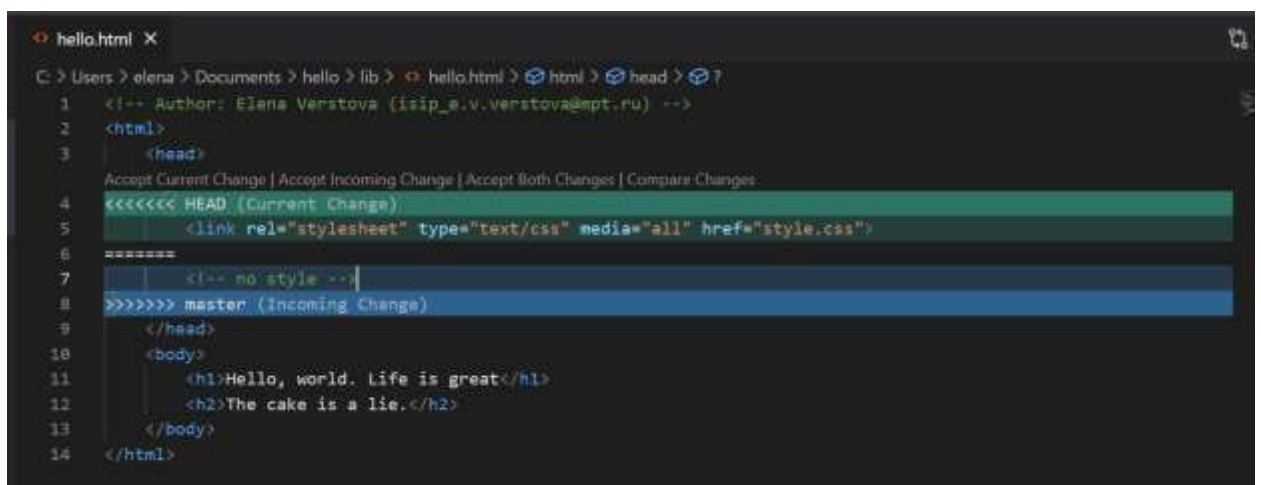 hello.html ×
C: > Users > elena > Documents > hello > lib > hello.html > html > head > ?
1 <!-- Author: Elena Verstova (isip_e.v.verstova@mpt.ru) -->
2 <html>
3 <head>
Accept Current Change | Accept Incoming Change | Accept Both Changes | Compare Changes
4 <<<<<<< HEAD (Current Change)
5 <link rel="stylesheet" type="text/css" media="all" href="style.css">
6 =======
7 <!-- no style -->
8 >>>>>>> master (Incoming Change)
9 </head>
10 <body>
11 <h1>Hello, world. Life is great</h1>
12 <h2>The cake is a lie.</h2>
13 </body>
14 </html>